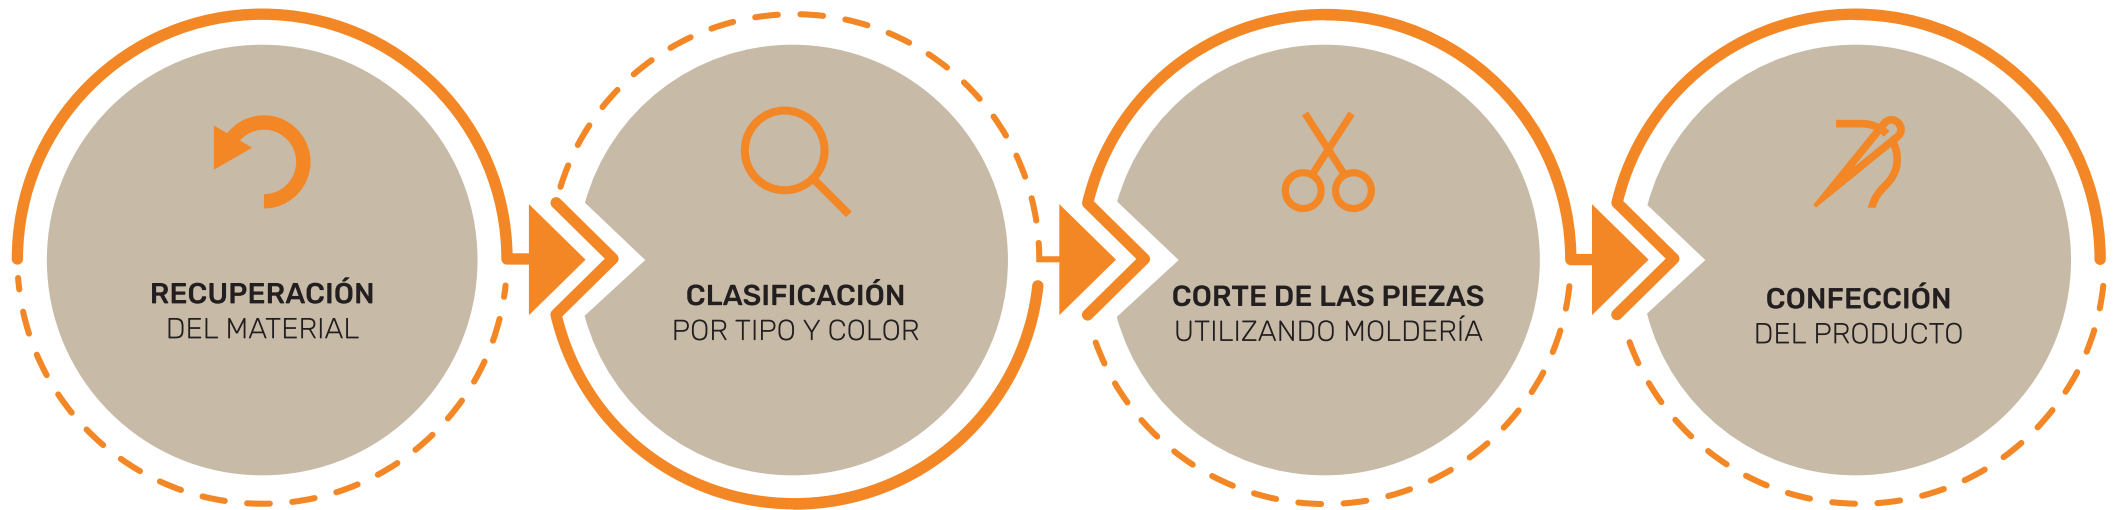 RECUPERACIÓN
DEL MATERIAL
CLASIFICACIÓN
POR TIPO Y COLOR
CORTE DE LAS PIEZAS
UTILIZANDO MOLDERÍA
CONFECCIÓN
DEL PRODUCTO